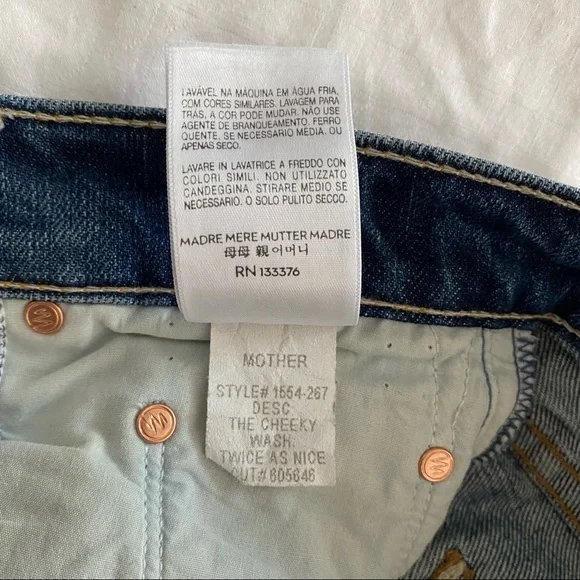 LAVÁVEL NA MÁQUINA EM ÁGUA FRIA,
COM CORES SIMILARES. LAVAGEM PARA
TRAS, A COR PODE MUDAR. NÃO USE
AGENTE DE BRANQUEAMENTO. FERRO
QUENTE, SE NECESSARIO MEDIA. OU
APENAS SECO.
LAVARE IN LAVATRICE A FREDDO CON
COLORI SIMILI. NON UTILIZZATO
CANDEGGINA. STIRARE MEDIO SE
NECESSARIO. O SOLO PULITO SECCO.
MADRE MERE MUTTER MADRE
母母 親 어머니
RN 133376
MOTHER
STYLE# 1554-267
DESC
THE CHEEKY
WASH.
TWICE AS NICE
CUT# 605646